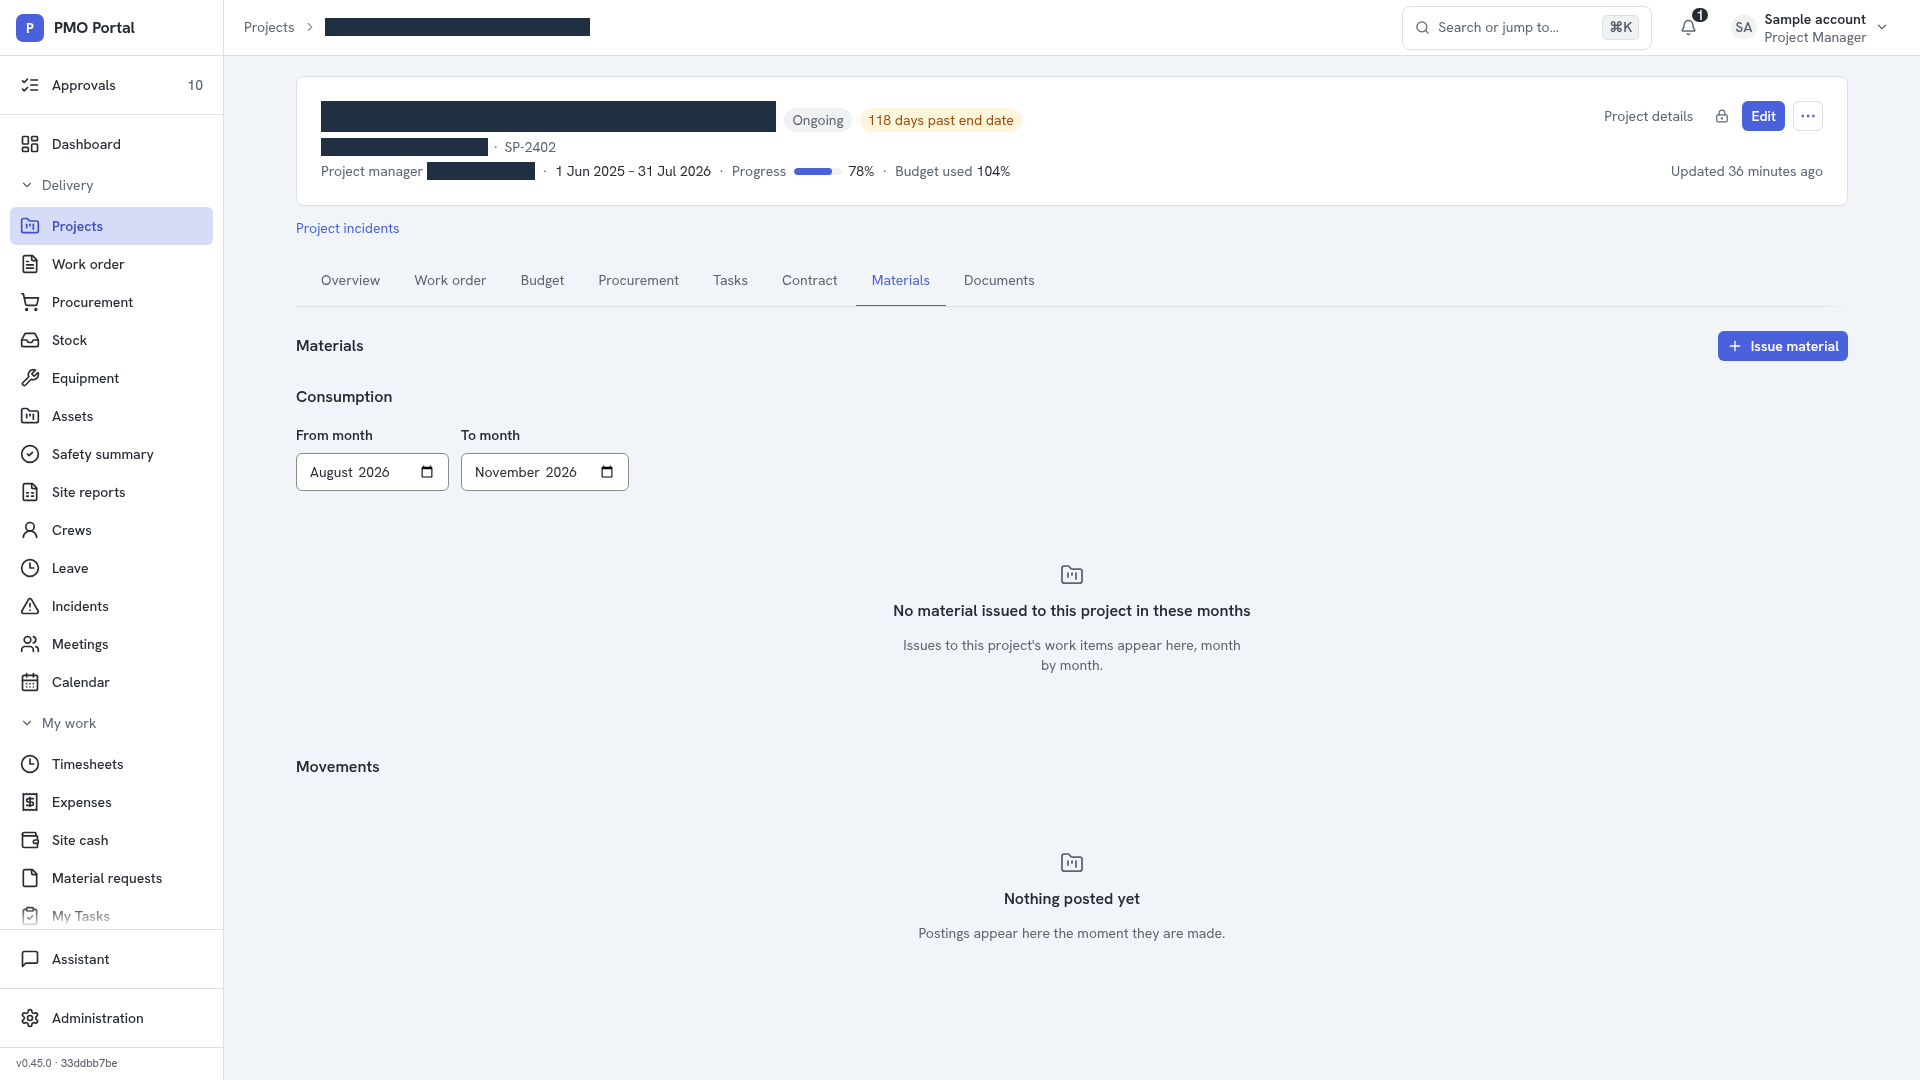 P PMO Portal
Projects
Search or jump to...
⌘K
1
SA
Sample account
Project Manager
Approvals 10
Dashboard
Delivery
Projects
Work order
Procurement
Stock
Equipment
Assets
Safety summary
Site reports
Crews
Leave
Incidents
Meetings
Calendar
My work
Timesheets
Expenses
Site cash
Material requests
My Tasks
Assistant
Administration
v0.45.0 · 33ddbb7be
Ongoing
118 days past end date
Project details
Edit
· SP-2402
Project manager · 1 Jun 2025 – 31 Jul 2026 · Progress 78% · Budget used 104%
Updated 36 minutes ago
Project incidents
Overview Work order Budget Procurement Tasks Contract Materials Documents
Materials
Issue material
Consumption
From month To month
August 2026 November 2026
No material issued to this project in these months
Issues to this project's work items appear here, month
by month.
Movements
Nothing posted yet
Postings appear here the moment they are made.